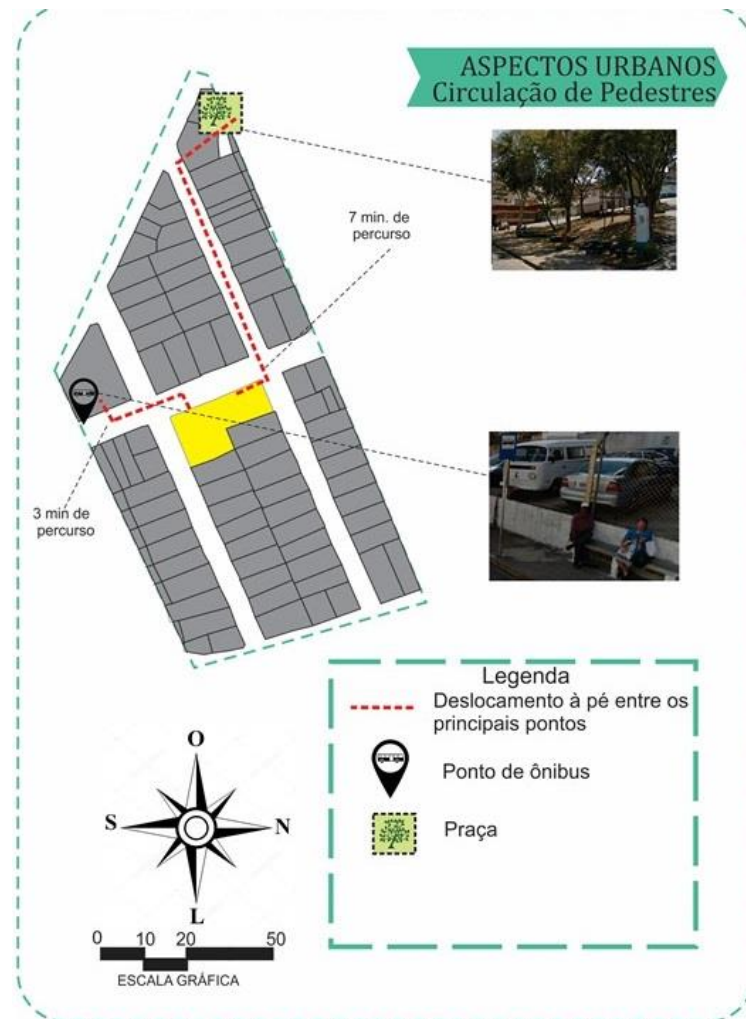 ASPECTOS URBANOS
Circulação de Pedestres
7 min. de
percurso
3 min de
percurso
Legenda
Deslocamento à pé entre os
principais pontos
Ponto de ônibus
Praça
O
S
N
L
0 10 20 50
ESCALA GRÁFICA